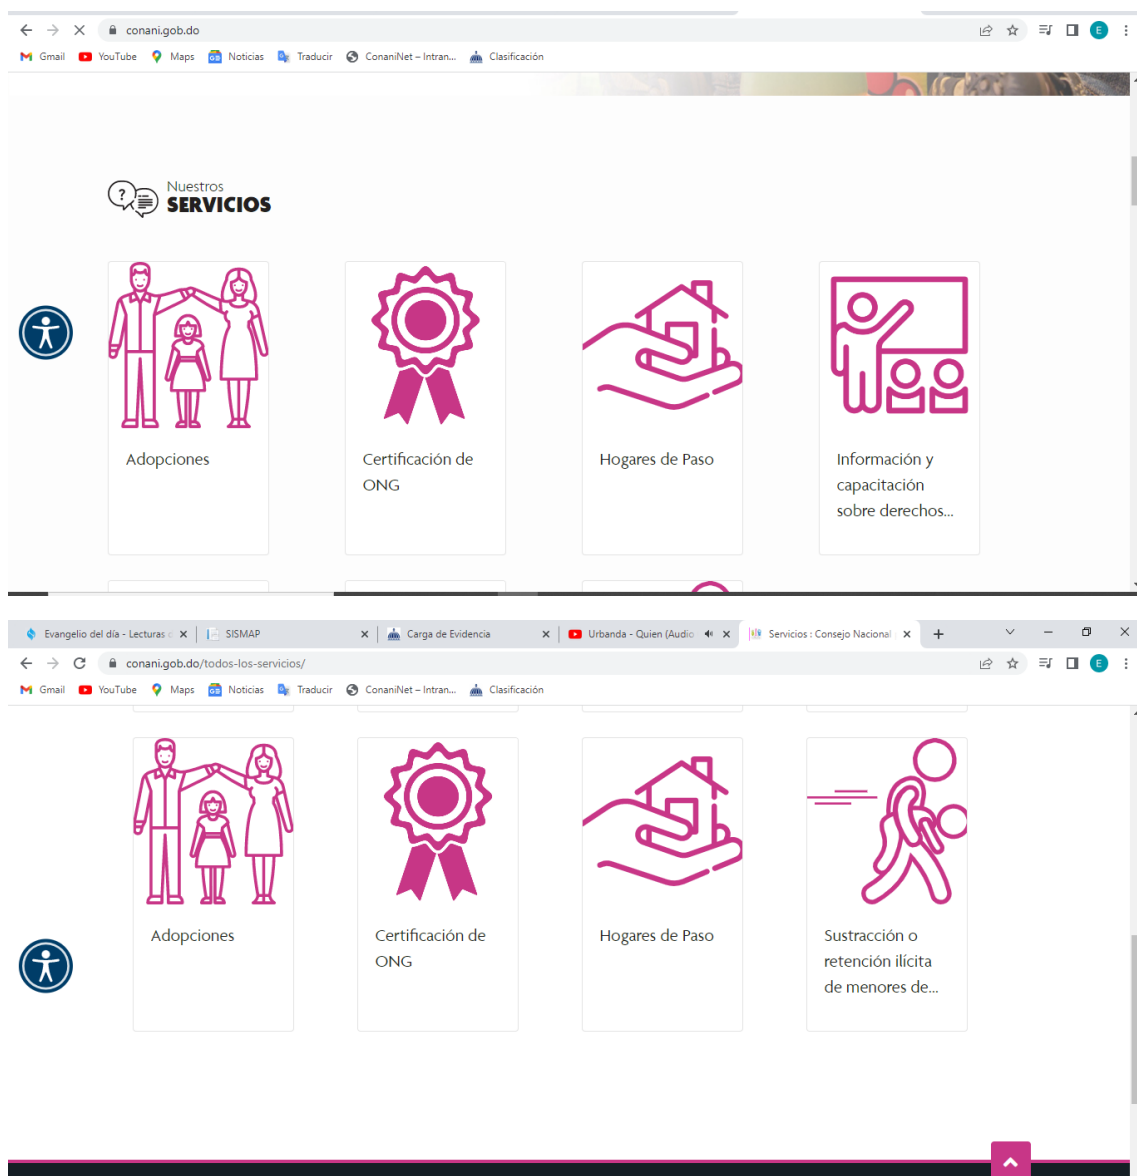 conani.gob.do
E
Gmail YouTube Maps Noticias Traducir ConaniNet – Intran... Clasificación
?
Nuestros
SERVICIOS
Adopciones
Certificación de
ONG
Hogares de Paso
Información y
capacitación
sobre derechos...
Evangelio del día - Lecturas d SISMAP Carga de Evidencia Urbanda - Quien (Audio Servicios : Consejo Nacional
conani.gob.do/todos-los-servicios/
E
Gmail YouTube Maps Noticias Traducir ConaniNet – Intran... Clasificación
Adopciones
Certificación de
ONG
Hogares de Paso
Sustracción o
retención ilícita
de menores de...